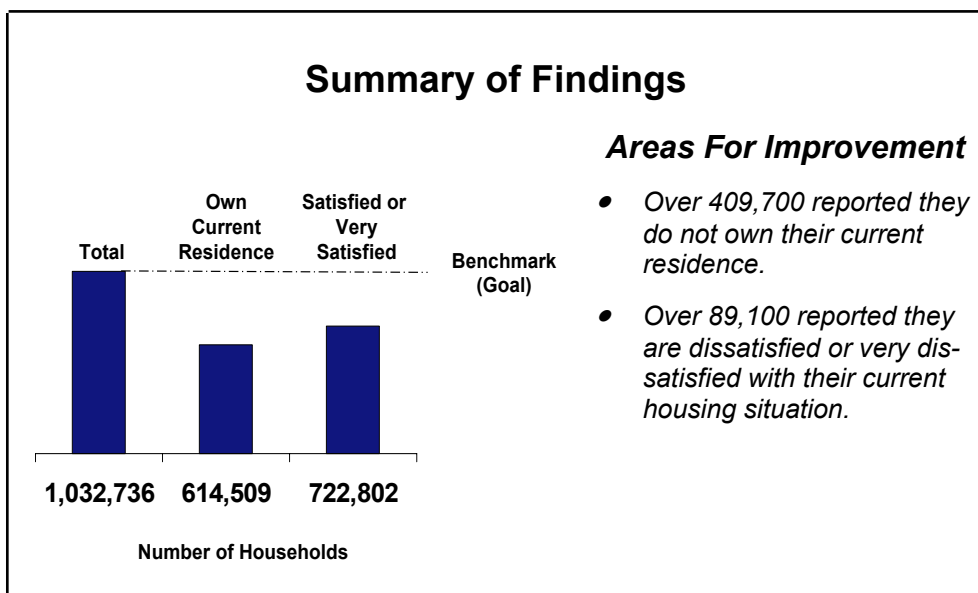 Summary of Findings
Areas For Improvement
• Over 409,700 reported they
do not own their current
residence.
• Over 89,100 reported they
are dissatisfied or very dis-
satisfied with their current
housing situation.
Total
Own
Current
Residence
Satisfied or
Very
Satisfied
Benchmark
(Goal)
1,032,736 614,509 722,802
Number of Households